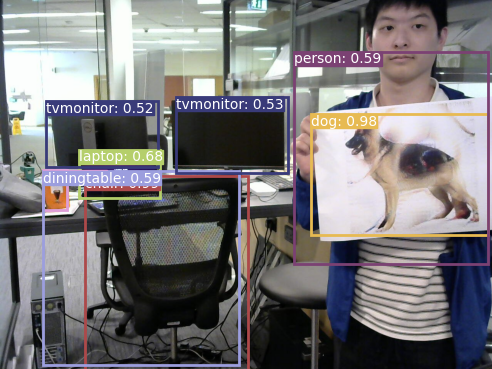 person: 0.59
tvmonitor: 0.52
tvmonitor: 0.53
dog: 0.98
laptop: 0.68
diningtable: 0.59